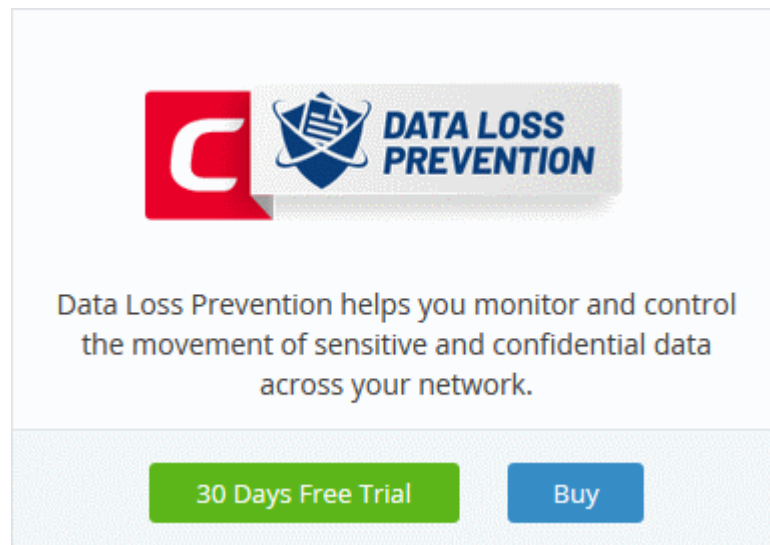 C
DATA LOSS
PREVENTION
Data Loss Prevention helps you monitor and control
the movement of sensitive and confidential data
across your network.
30 Days Free Trial
Buy